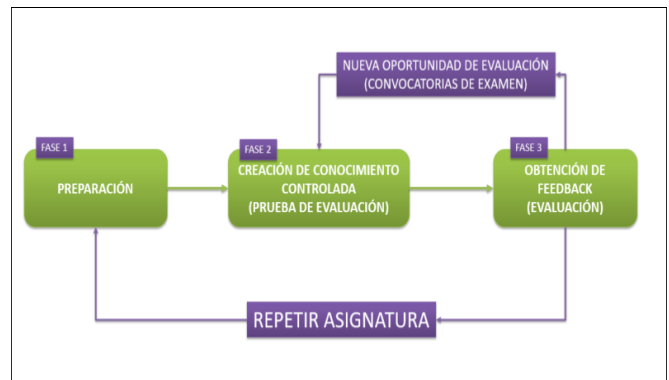 NUEVA OPORTUNIDAD DE EVALUACIÓN
(CONVOCATORIAS DE EXAMEN)
FASE 1
PREPARACIÓN
FASE 2
CREACIÓN DE CONOCIMIENTO
CONTROLADA
(PRUEBA DE EVALUACIÓN)
FASE 3
OBTENCIÓN DE
FEEDBACK
(EVALUACIÓN)
REPETIR ASIGNATURA